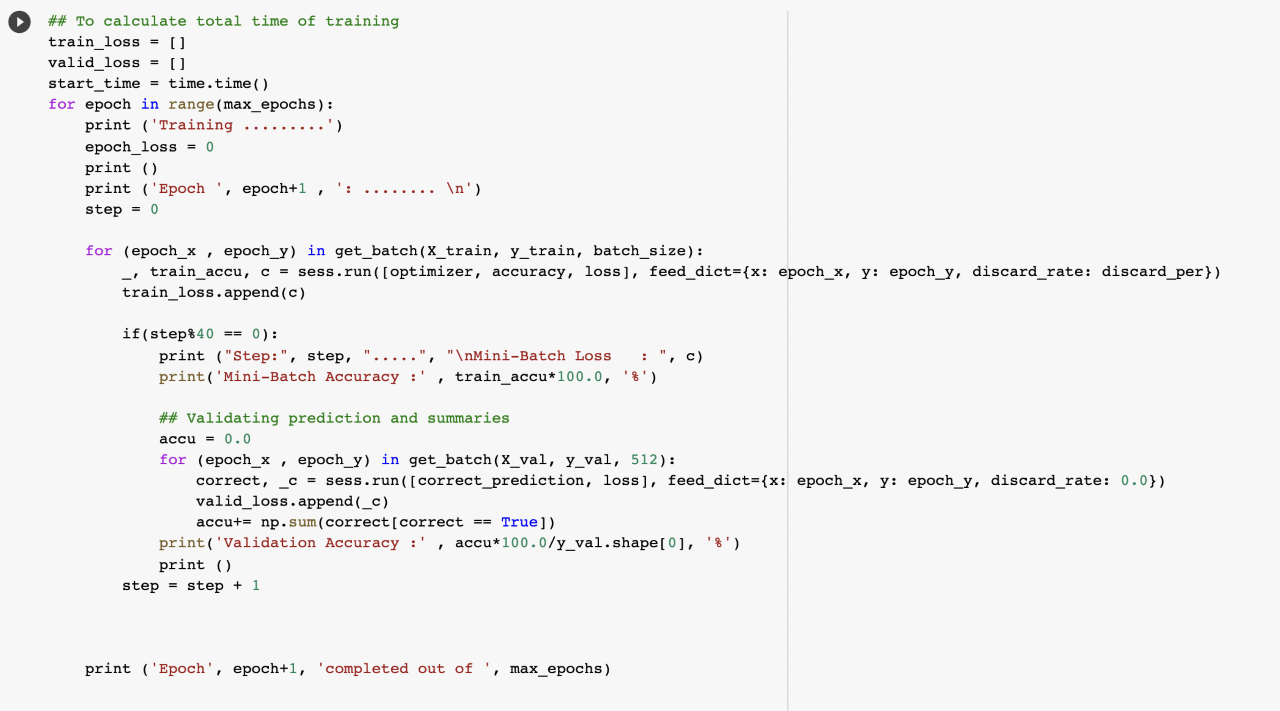 ## To calculate total time of training
train_loss = []
valid_loss = []
start_time = time.time()
for epoch in range(max_epochs):
    print ('Training .........')
    epoch_loss = 0
    print ()
    print ('Epoch ', epoch+1 , ': ........ \n')
    step = 0

    for (epoch_x , epoch_y) in get_batch(X_train, y_train, batch_size):
        _, train_accu, c = sess.run([optimizer, accuracy, loss], feed_dict={x: epoch_x, y: epoch_y, discard_rate: discard_per})
        train_loss.append(c)

        if(step%40 == 0):
            print ("Step:", step, ".....", "\nMini-Batch Loss   : ", c)
            print('Mini-Batch Accuracy :' , train_accu*100.0, '%')

            ## Validating prediction and summaries
            accu = 0.0
            for (epoch_x , epoch_y) in get_batch(X_val, y_val, 512):
                correct, _c = sess.run([correct_prediction, loss], feed_dict={x: epoch_x, y: epoch_y, discard_rate: 0.0})
                valid_loss.append(_c)
                accu+= np.sum(correct[correct == True])
            print('Validation Accuracy :' , accu*100.0/y_val.shape[0], '%')
            print ()
        step = step + 1

    print ('Epoch', epoch+1, 'completed out of ', max_epochs)